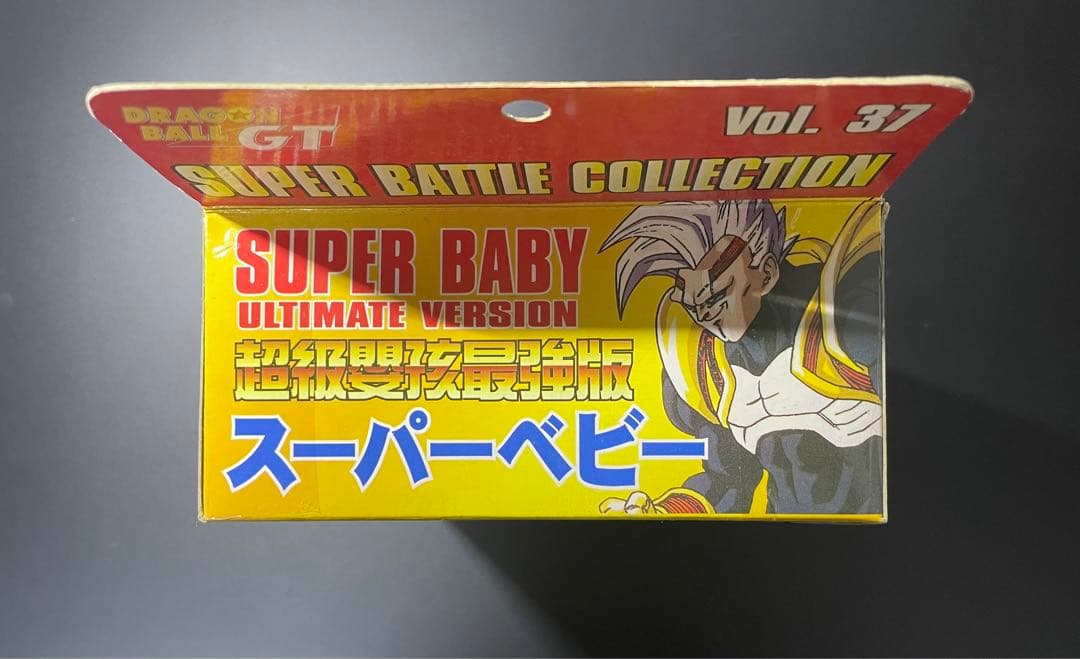 DRAGON BALL GT
Vol. 37
SUPER BATTLE COLLECTION
SUPER BABY
ULTIMATE VERSION
超級嬰孩最強版
スーパーベビー